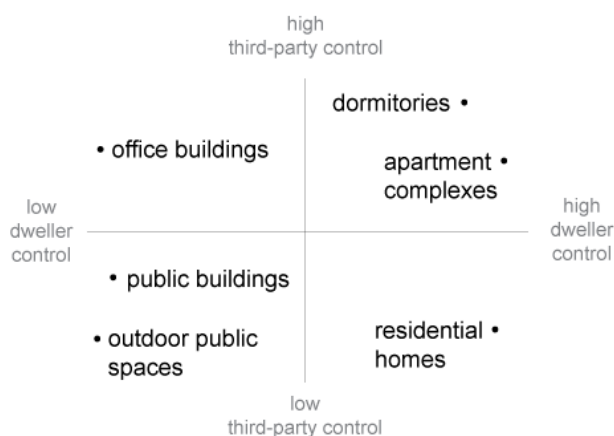 high
third-party control
dormitories
office buildings
apartment
complexes
low
dweller
control
high
dweller
control
public buildings
outdoor public
spaces
residential
homes
low
third-party control